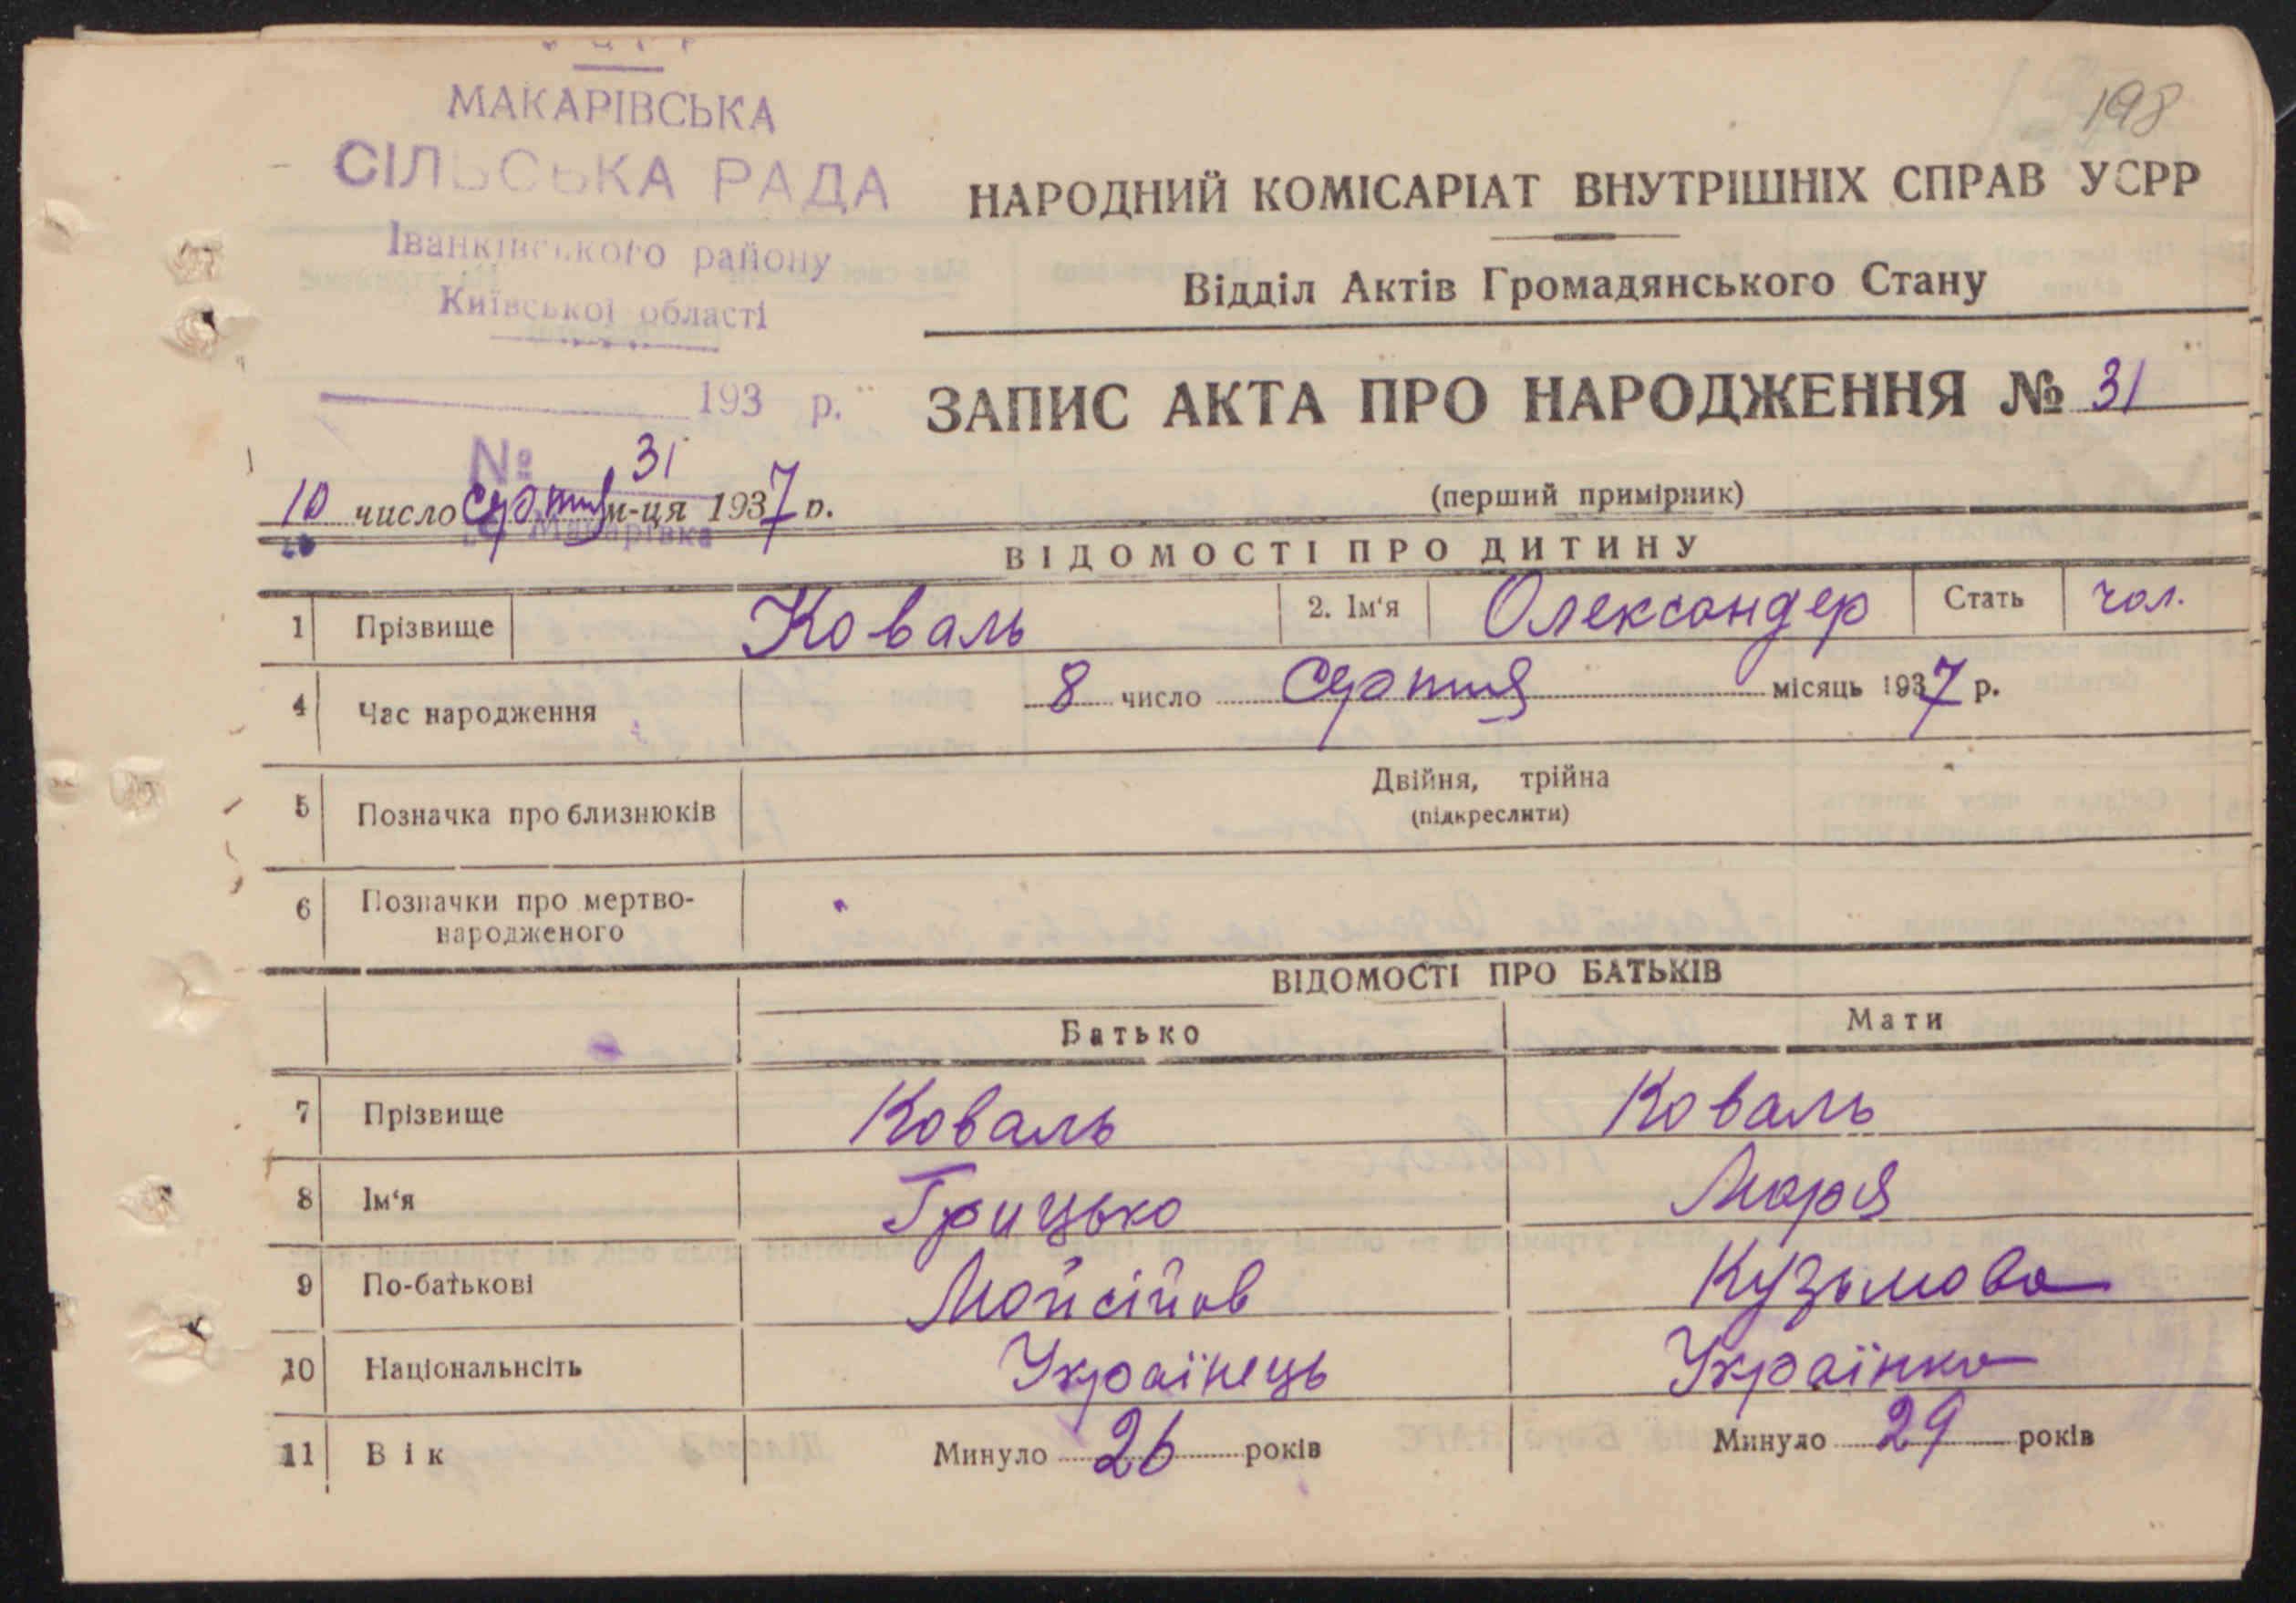 198
МАКАРІВСЬКА
СІЛЬСЬКА РАДА
Іванківського району
Київської області
193 р.
№ 31
с. Макарівка
10 число Серпня м-ця 1937 р.
НАРОДНИЙ КОМІСАРІАТ ВНУТРІШНІХ СПРАВ УСРР
Відділ Актів Громадянського Стану
ЗАПИС АКТА ПРО НАРОДЖЕННЯ № 31
(перший примірник)
ВІДОМОСТІ ПРО ДИТИНУ
1 Прізвище Коваль 2. Ім‘я Олександер Стать чол.
4 Час народження 8 число Серпня місяць 1937 р.
5 Позначка про близнюків Двійня, трійна
(підкреслити)
6 Позначки про мертво-
народженого
ВІДОМОСТІ ПРО БАТЬКІВ
Батько Мати
7 Прізвище Коваль Коваль
8 Ім‘я Грицько Марія
9 По-батькові Мойсійов Кузьмова
10 Національнсіть Українець Українка
11 Вік Минуло 26 років Минуло 29 років